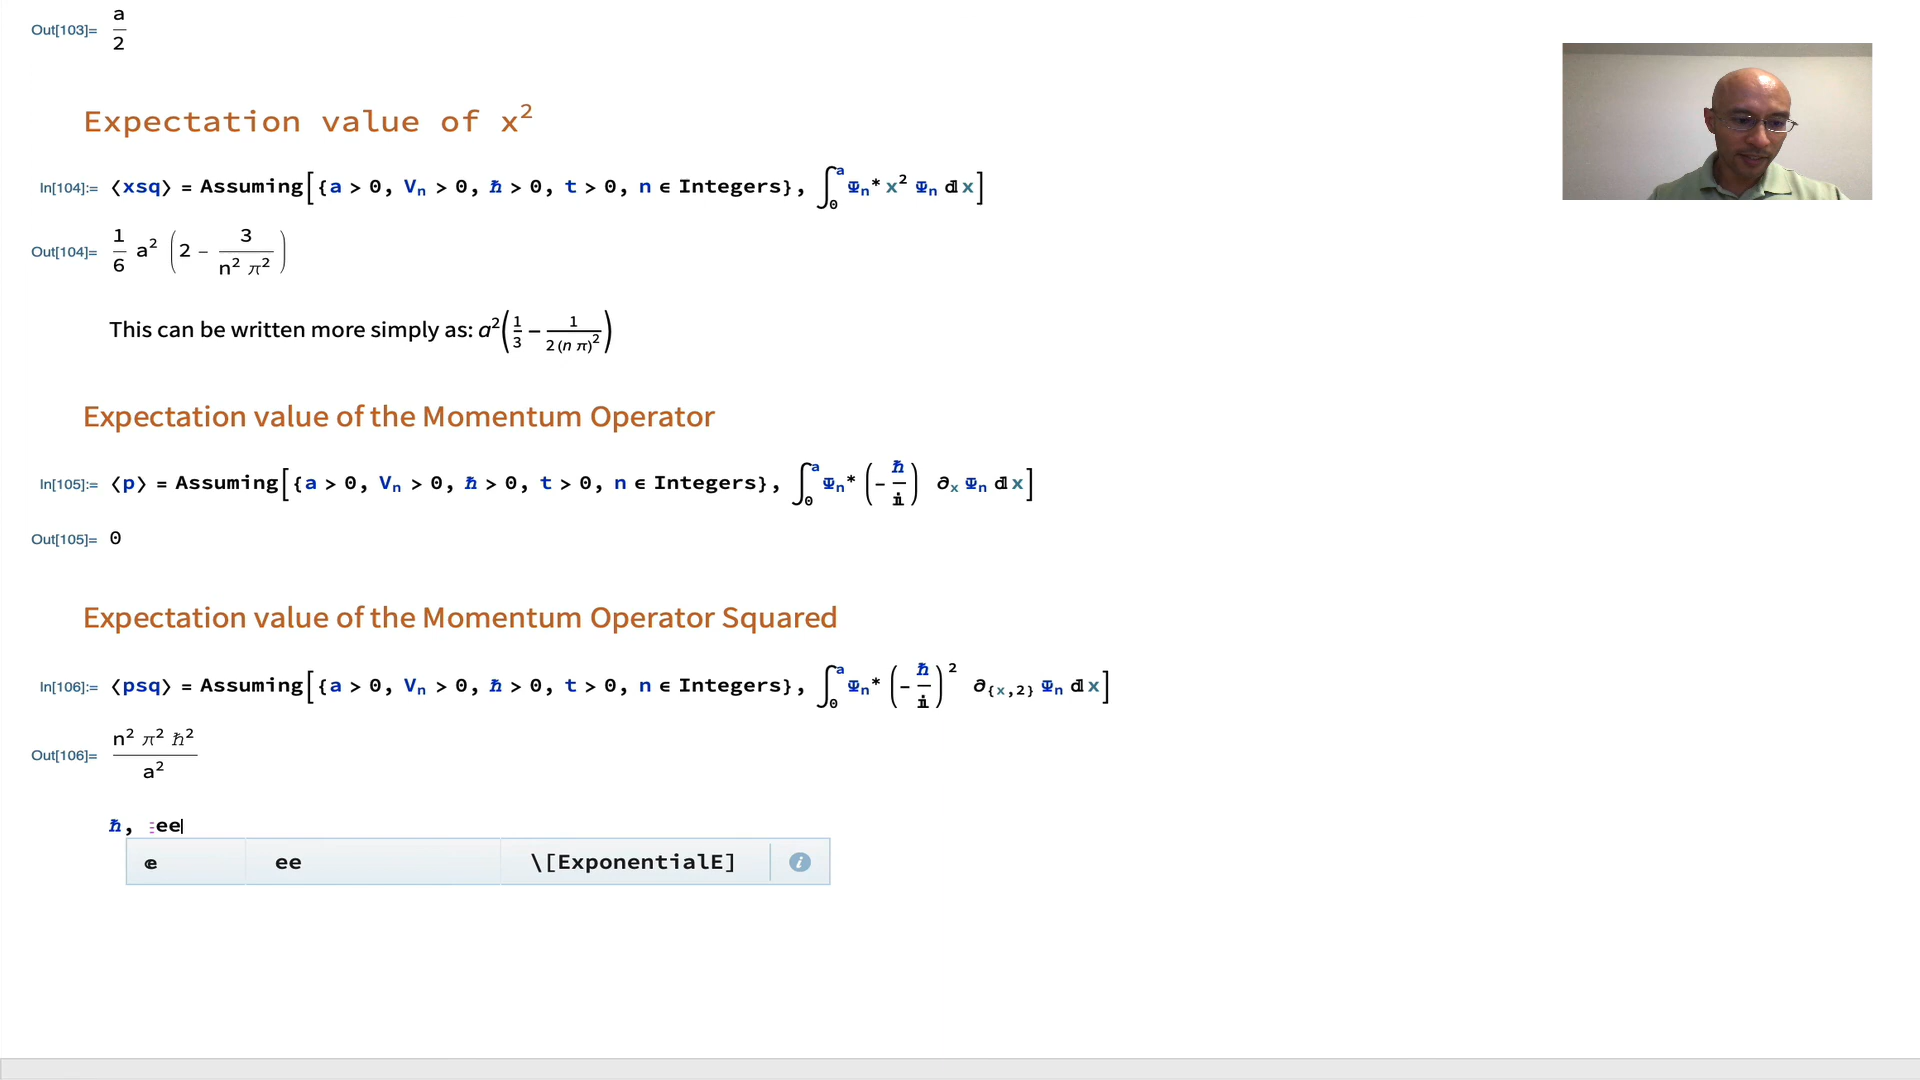 Out[103]= a/2
Expectation value of x²
In[104]:= ⟨xsq⟩ = Assuming[{a > 0, Vₙ > 0, ℏ > 0, t > 0, n ∈ Integers}, ∫₀ᵃ Ψₙ* x² Ψₙ ⅆx]
Out[104]= 1/6 a² (2 - 3/(n² π²))
This can be written more simply as: a²(1/3 − 1/(2 (n π)²))
Expectation value of the Momentum Operator
In[105]:= ⟨p⟩ = Assuming[{a > 0, Vₙ > 0, ℏ > 0, t > 0, n ∈ Integers}, ∫₀ᵃ Ψₙ* (-ℏ/ⅈ) ∂ₓ Ψₙ ⅆx]
Out[105]= 0
Expectation value of the Momentum Operator Squared
In[106]:= ⟨psq⟩ = Assuming[{a > 0, Vₙ > 0, ℏ > 0, t > 0, n ∈ Integers}, ∫₀ᵃ Ψₙ* (-ℏ/ⅈ)² ∂_{x,2} Ψₙ ⅆx]
Out[106]= n² π² ℏ²/a²
ℏ, ⋮ee
ⅇ ee \[ExponentialE] i